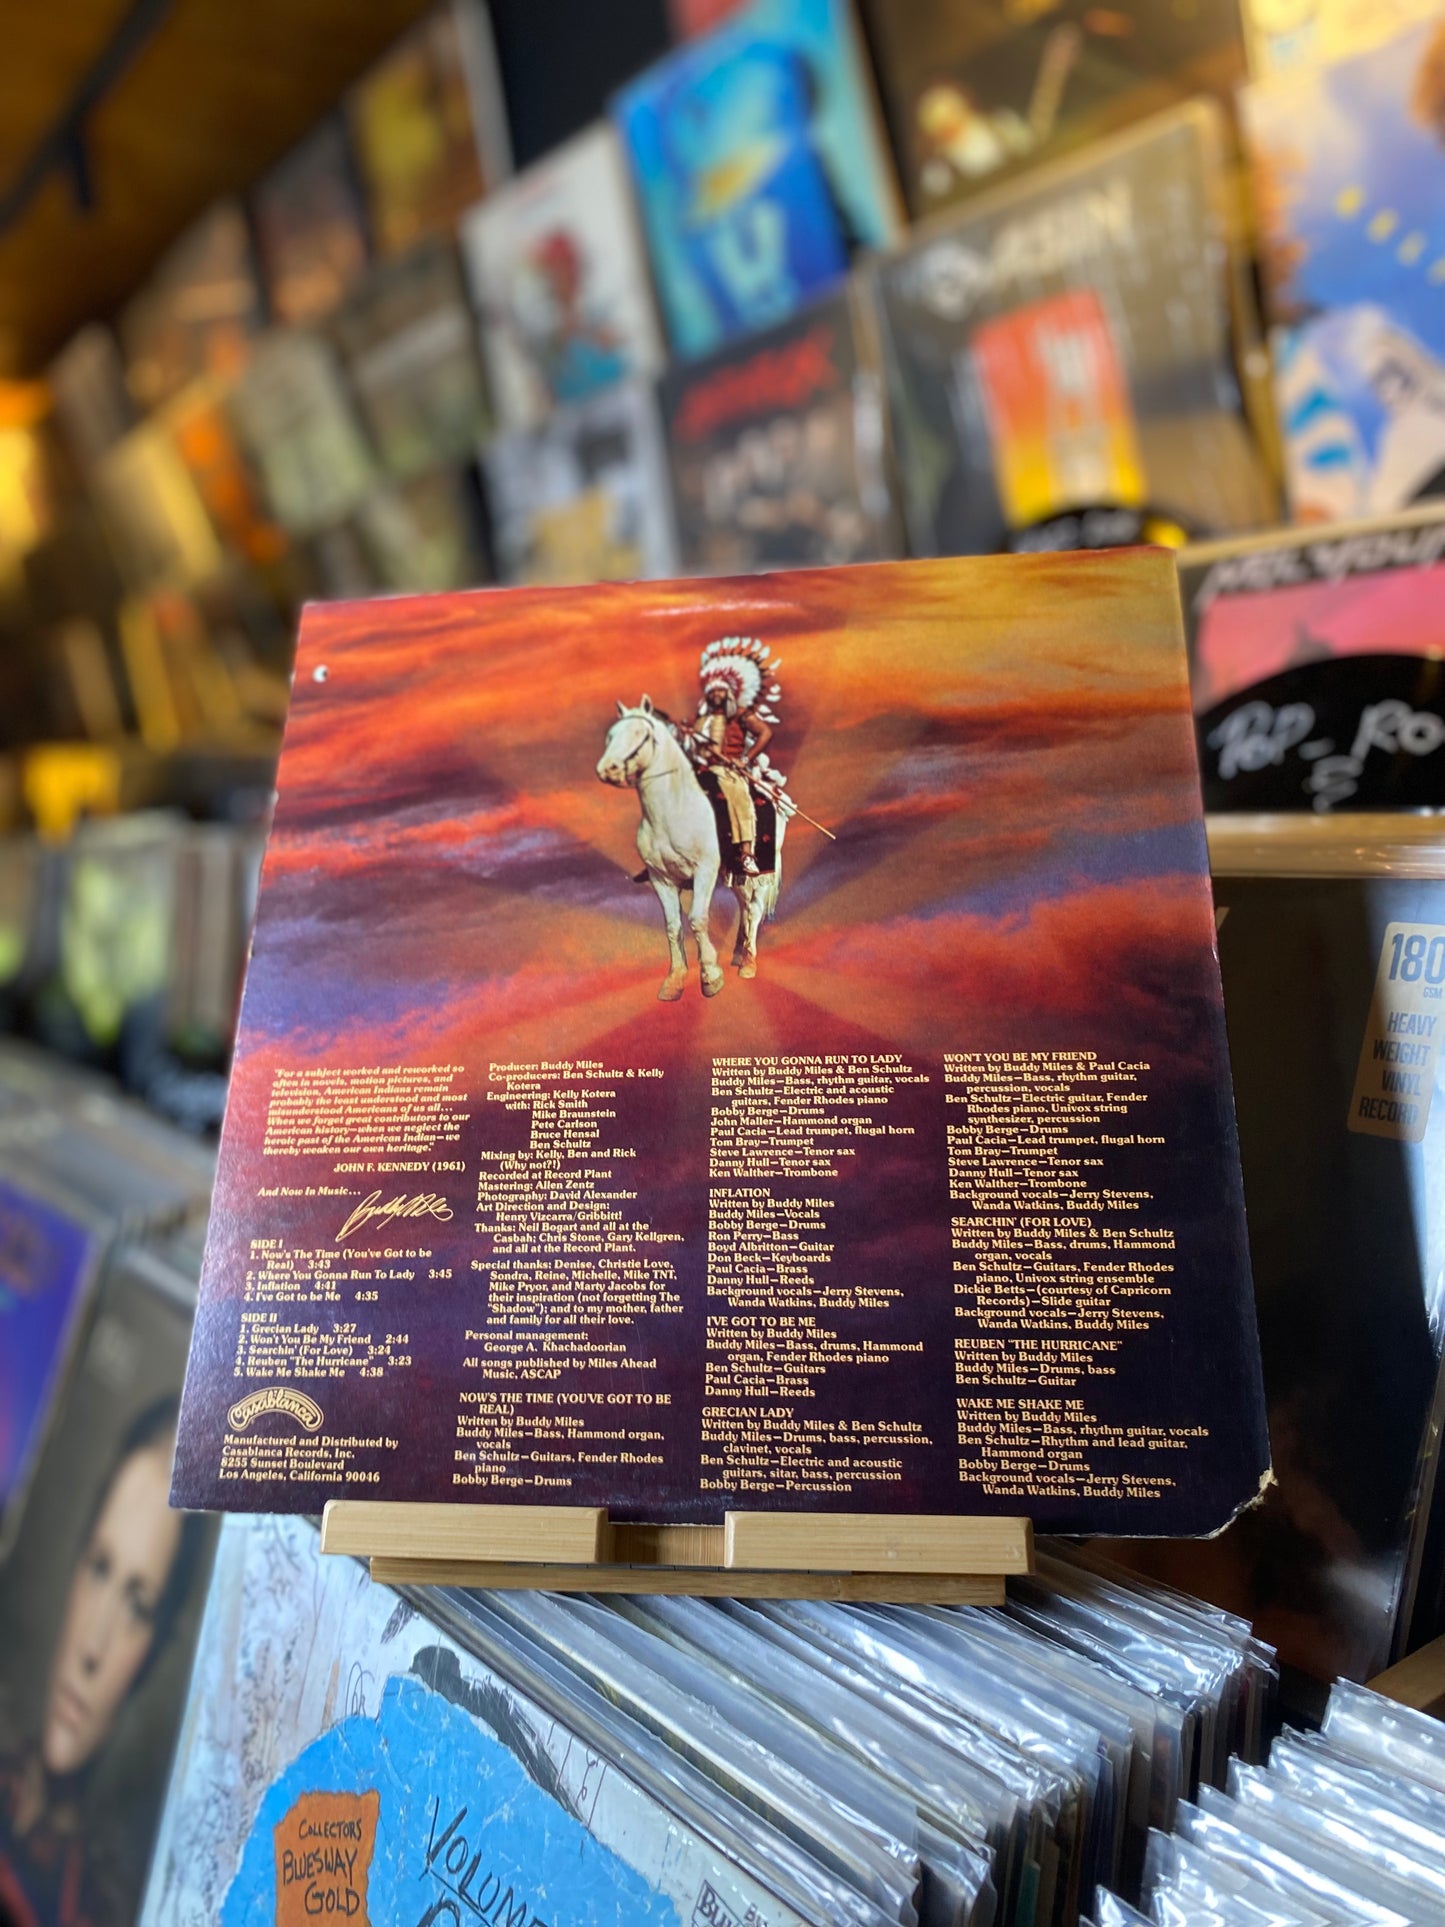 "For a subject worked and reworked so
often in novels, motion pictures, and
television, American Indians remain
probably the least understood and most
misunderstood Americans of us all...
When we forget great contributors to our
American history—when we neglect the
heroic past of the American Indian—we
thereby weaken our own heritage."
JOHN F. KENNEDY (1961)
And Now In Music...
Buddy Miles
SIDE I
1. Now's The Time (You've Got to be
Real) 3:43
2. Where You Gonna Run To Lady 3:45
3. Inflation 4:41
4. I've Got to be Me 4:35
SIDE II
1. Grecian Lady 3:27
2. Won't You Be My Friend 2:44
3. Searchin' (For Love) 3:24
4. Reuben "The Hurricane" 3:23
5. Wake Me Shake Me 4:38
Casablanca
Manufactured and Distributed by
Casablanca Records, Inc.
8255 Sunset Boulevard
Los Angeles, California 90046
Producer: Buddy Miles
Co-producers: Ben Schultz & Kelly
Kotera
Engineering: Kelly Kotera
with: Rick Smith
Mike Braunstein
Pete Carlson
Bruce Hensal
Ben Schultz
Mixing by: Kelly, Ben and Rick
(Why not?!)
Recorded at Record Plant
Mastering: Allen Zentz
Photography: David Alexander
Art Direction and Design:
Henry Vizcarra/Gribbitt!
Thanks: Neil Bogart and all at the
Casbah; Chris Stone, Gary Kellgren,
and all at the Record Plant.
Special thanks: Denise, Christie Love,
Sondra, Reine, Michelle, Mike TNT,
Mike Pryor, and Marty Jacobs for
their inspiration (not forgetting The
"Shadow"); and to my mother, father
and family for all their love.
Personal management:
George A. Khachadoorian
All songs published by Miles Ahead
Music, ASCAP
NOW'S THE TIME (YOU'VE GOT TO BE
REAL)
Written by Buddy Miles
Buddy Miles—Bass, Hammond organ,
vocals
Ben Schultz—Guitars, Fender Rhodes
piano
Bobby Berge—Drums
WHERE YOU GONNA RUN TO LADY
Written by Buddy Miles & Ben Schultz
Buddy Miles—Bass, rhythm guitar, vocals
Ben Schultz—Electric and acoustic
guitars, Fender Rhodes piano
Bobby Berge—Drums
John Maller—Hammond organ
Paul Cacia—Lead trumpet, flugal horn
Tom Bray—Trumpet
Steve Lawrence—Tenor sax
Danny Hull—Tenor sax
Ken Walther—Trombone
INFLATION
Written by Buddy Miles
Buddy Miles—Vocals
Bobby Berge—Drums
Ron Perry—Bass
Boyd Albritton—Guitar
Don Beck—Keyboards
Paul Cacia—Brass
Danny Hull—Reeds
Background vocals—Jerry Stevens,
Wanda Watkins, Buddy Miles
I'VE GOT TO BE ME
Written by Buddy Miles
Buddy Miles—Bass, drums, Hammond
organ, Fender Rhodes piano
Ben Schultz—Guitars
Paul Cacia—Brass
Danny Hull—Reeds
GRECIAN LADY
Written by Buddy Miles & Ben Schultz
Buddy Miles—Drums, bass, percussion,
clavinet, vocals
Ben Schultz—Electric and acoustic
guitars, sitar, bass, percussion
Bobby Berge—Percussion
WON'T YOU BE MY FRIEND
Written by Buddy Miles & Paul Cacia
Buddy Miles—Bass, rhythm guitar,
percussion, vocals
Ben Schultz—Electric guitar, Fender
Rhodes piano, Univox string
synthesizer, percussion
Bobby Berge—Drums
Paul Cacia—Lead trumpet, flugal horn
Tom Bray—Trumpet
Steve Lawrence—Tenor sax
Danny Hull—Tenor sax
Ken Walther—Trombone
Background vocals—Jerry Stevens,
Wanda Watkins, Buddy Miles
SEARCHIN' (FOR LOVE)
Written by Buddy Miles & Ben Schultz
Buddy Miles—Bass, drums, Hammond
organ, vocals
Ben Schultz—Guitars, Fender Rhodes
piano, Univox string ensemble
Dickie Betts—(courtesy of Capricorn
Records)—Slide guitar
Background vocals—Jerry Stevens,
Wanda Watkins, Buddy Miles
REUBEN "THE HURRICANE"
Written by Buddy Miles
Buddy Miles—Drums, bass
Ben Schultz—Guitar
WAKE ME SHAKE ME
Written by Buddy Miles
Buddy Miles—Bass, rhythm guitar, vocals
Ben Schultz—Rhythm and lead guitar,
Hammond organ
Bobby Berge—Drums
Background vocals—Jerry Stevens,
Wanda Watkins, Buddy Miles
POP-
&
180
GSM
HEAVY
WEIGHT
VINYL
RECORD
COLLECTORS
BLUESWAY
GOLD